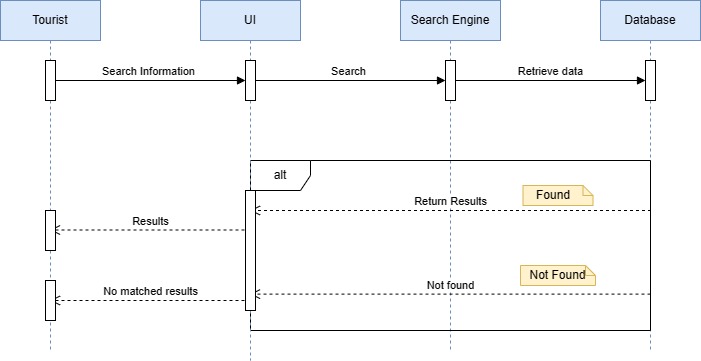 Tourist
UI
Search Engine
Database
Search Information
Search
Retrieve data
alt
Found
Return Results
Results
Not Found
Not found
No matched results